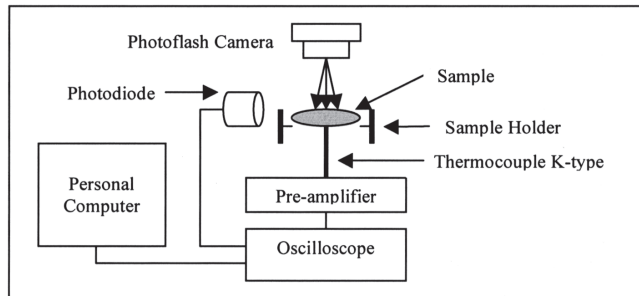 Photoflash Camera
Photodiode
Sample
Sample Holder
Thermocouple K-type
Personal
Computer
Pre-amplifier
Oscilloscope